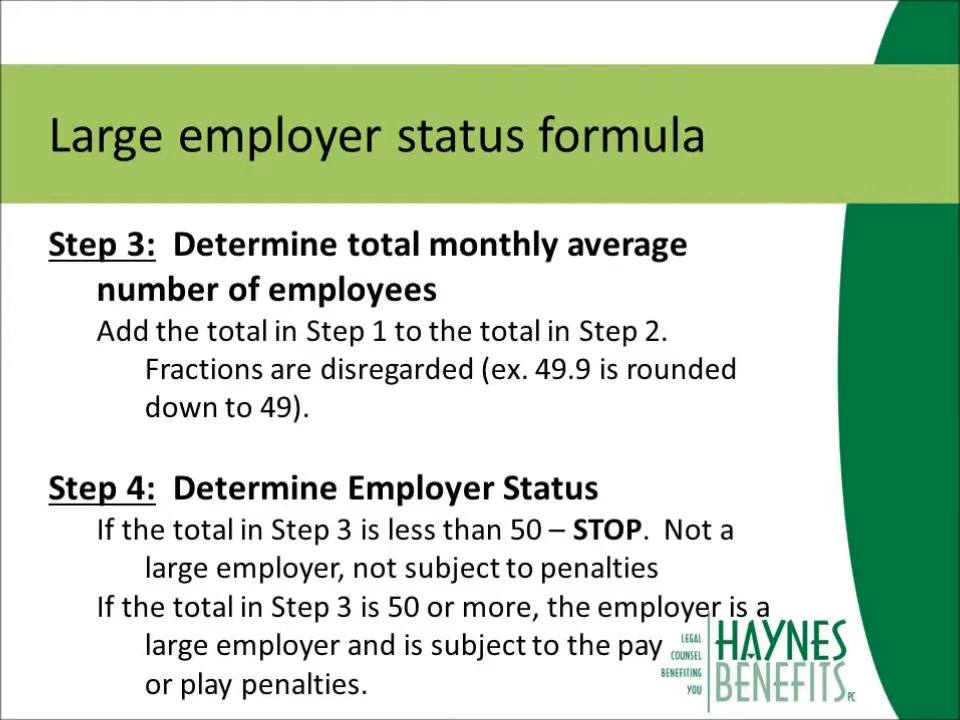 Large employer status formula
Step 3: Determine total monthly average
number of employees
Add the total in Step 1 to the total in Step 2.
Fractions are disregarded (ex. 49.9 is rounded
down to 49).
Step 4: Determine Employer Status
If the total in Step 3 is less than 50 – STOP. Not a
large employer, not subject to penalties
If the total in Step 3 is 50 or more, the employer is a
large employer and is subject to the pay
or play penalties.
LEGAL
COUNSEL
BENEFITING
YOU
HAYNES
BENEFITS PC